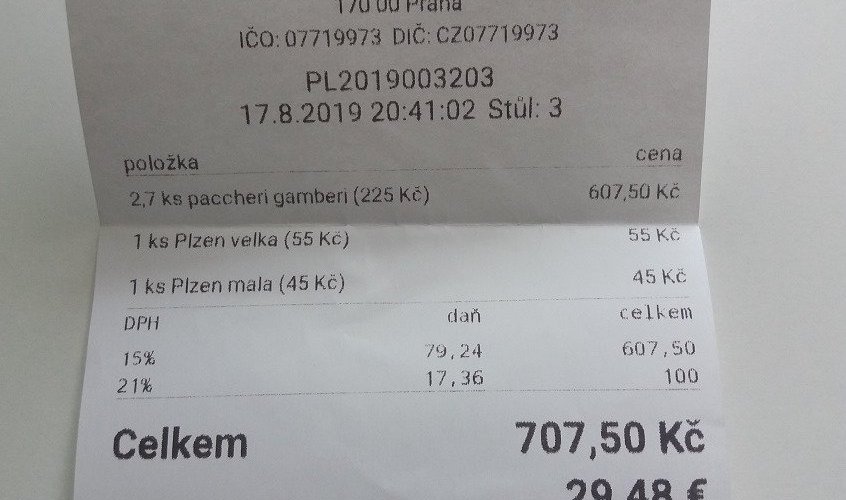 170 00 Praha
IČO: 07719973 DIČ: CZ07719973
PL2019003203
17.8.2019 20:41:02 Stůl: 3
položka cena
2,7 ks paccheri gamberi (225 Kč) 607,50 Kč
1 ks Plzen velka (55 Kč) 55 Kč
1 ks Plzen mala (45 Kč) 45 Kč
DPH daň celkem
15% 79,24 607,50
21% 17,36 100
Celkem 707,50 Kč
29,48 €